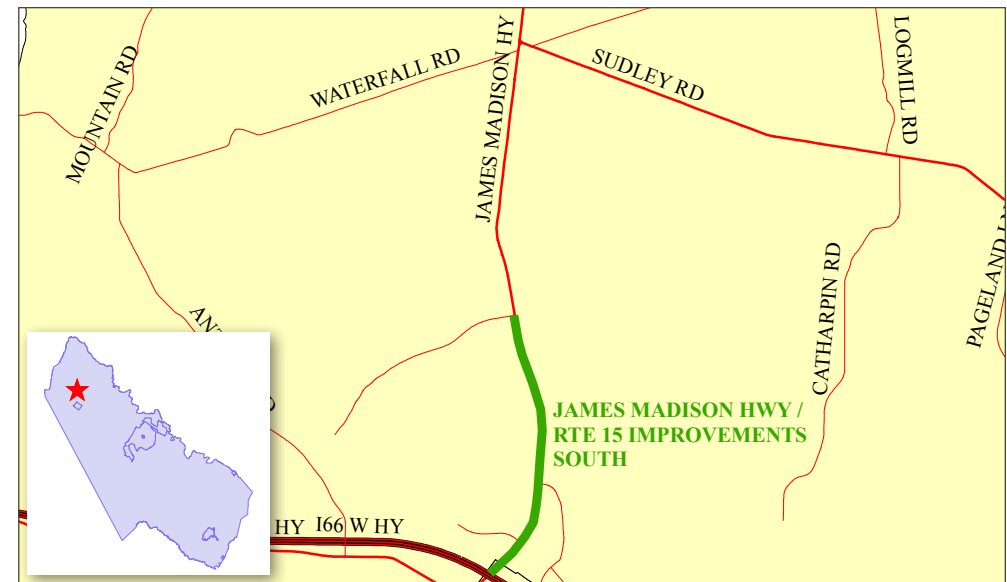 MOUNTAIN RD
WATERFALL RD
JAMES MADISON HY
SUDLEY RD
LOGMILL RD
CATHARPIN RD
JAMES MADISON HWY /
RTE 15 IMPROVEMENTS
SOUTH
HY I66 W HY